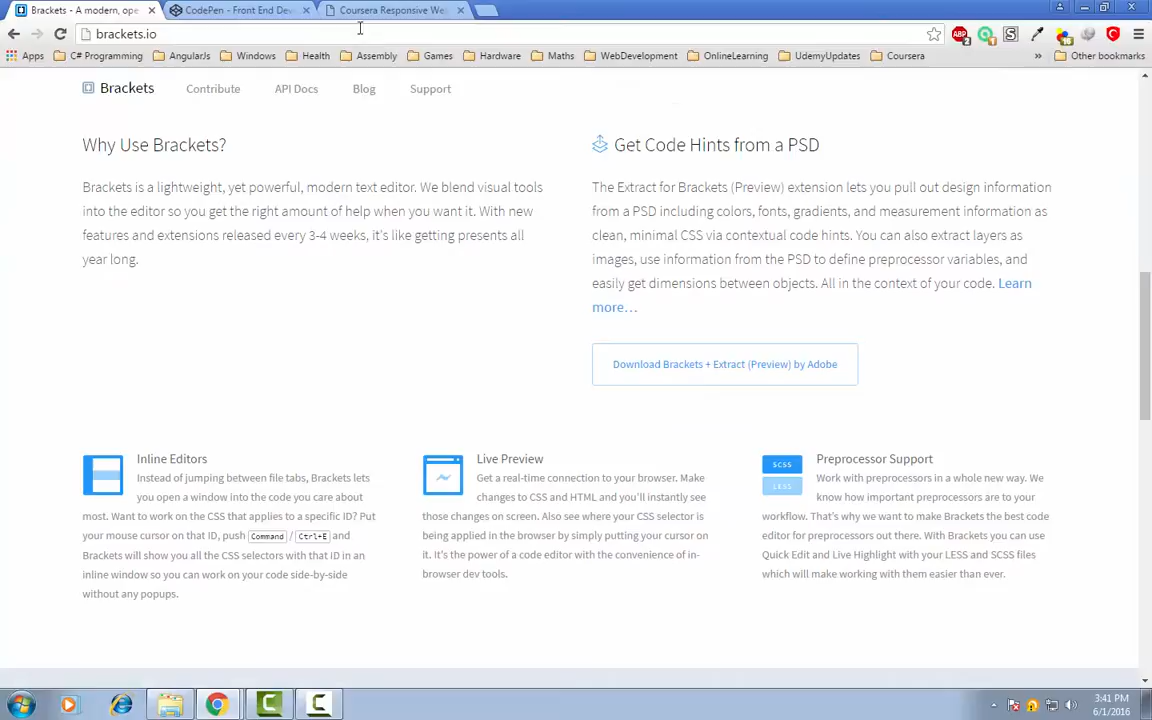 Brackets - A modern, ope
CodePen - Front End Dev
Coursera Responsive We
brackets.io
Apps
C# Programming
AngularJs
Windows
Health
Assembly
Games
Hardware
Maths
WebDevelopment
OnlineLearning
UdemyUpdates
Coursera
»
Other bookmarks
Brackets
Contribute
API Docs
Blog
Support
Why Use Brackets?
Brackets is a lightweight, yet powerful, modern text editor. We blend visual tools
into the editor so you get the right amount of help when you want it. With new
features and extensions released every 3-4 weeks, it's like getting presents all
year long.
Get Code Hints from a PSD
The Extract for Brackets (Preview) extension lets you pull out design information
from a PSD including colors, fonts, gradients, and measurement information as
clean, minimal CSS via contextual code hints. You can also extract layers as
images, use information from the PSD to define preprocessor variables, and
easily get dimensions between objects. All in the context of your code. Learn
more…
Download Brackets + Extract (Preview) by Adobe
Inline Editors
Instead of jumping between file tabs, Brackets lets
you open a window into the code you care about
most. Want to work on the CSS that applies to a specific ID? Put
your mouse cursor on that ID, push Command / Ctrl+E and
Brackets will show you all the CSS selectors with that ID in an
inline window so you can work on your code side-by-side
without any popups.
Live Preview
Get a real-time connection to your browser. Make
changes to CSS and HTML and you'll instantly see
those changes on screen. Also see where your CSS selector is
being applied in the browser by simply putting your cursor on
it. It's the power of a code editor with the convenience of in-
browser dev tools.
SCSS
LESS
Preprocessor Support
Work with preprocessors in a whole new way. We
know how important preprocessors are to your
workflow. That's why we want to make Brackets the best code
editor for preprocessors out there. With Brackets you can use
Quick Edit and Live Highlight with your LESS and SCSS files
which will make working with them easier than ever.
3:41 PM
6/1/2016